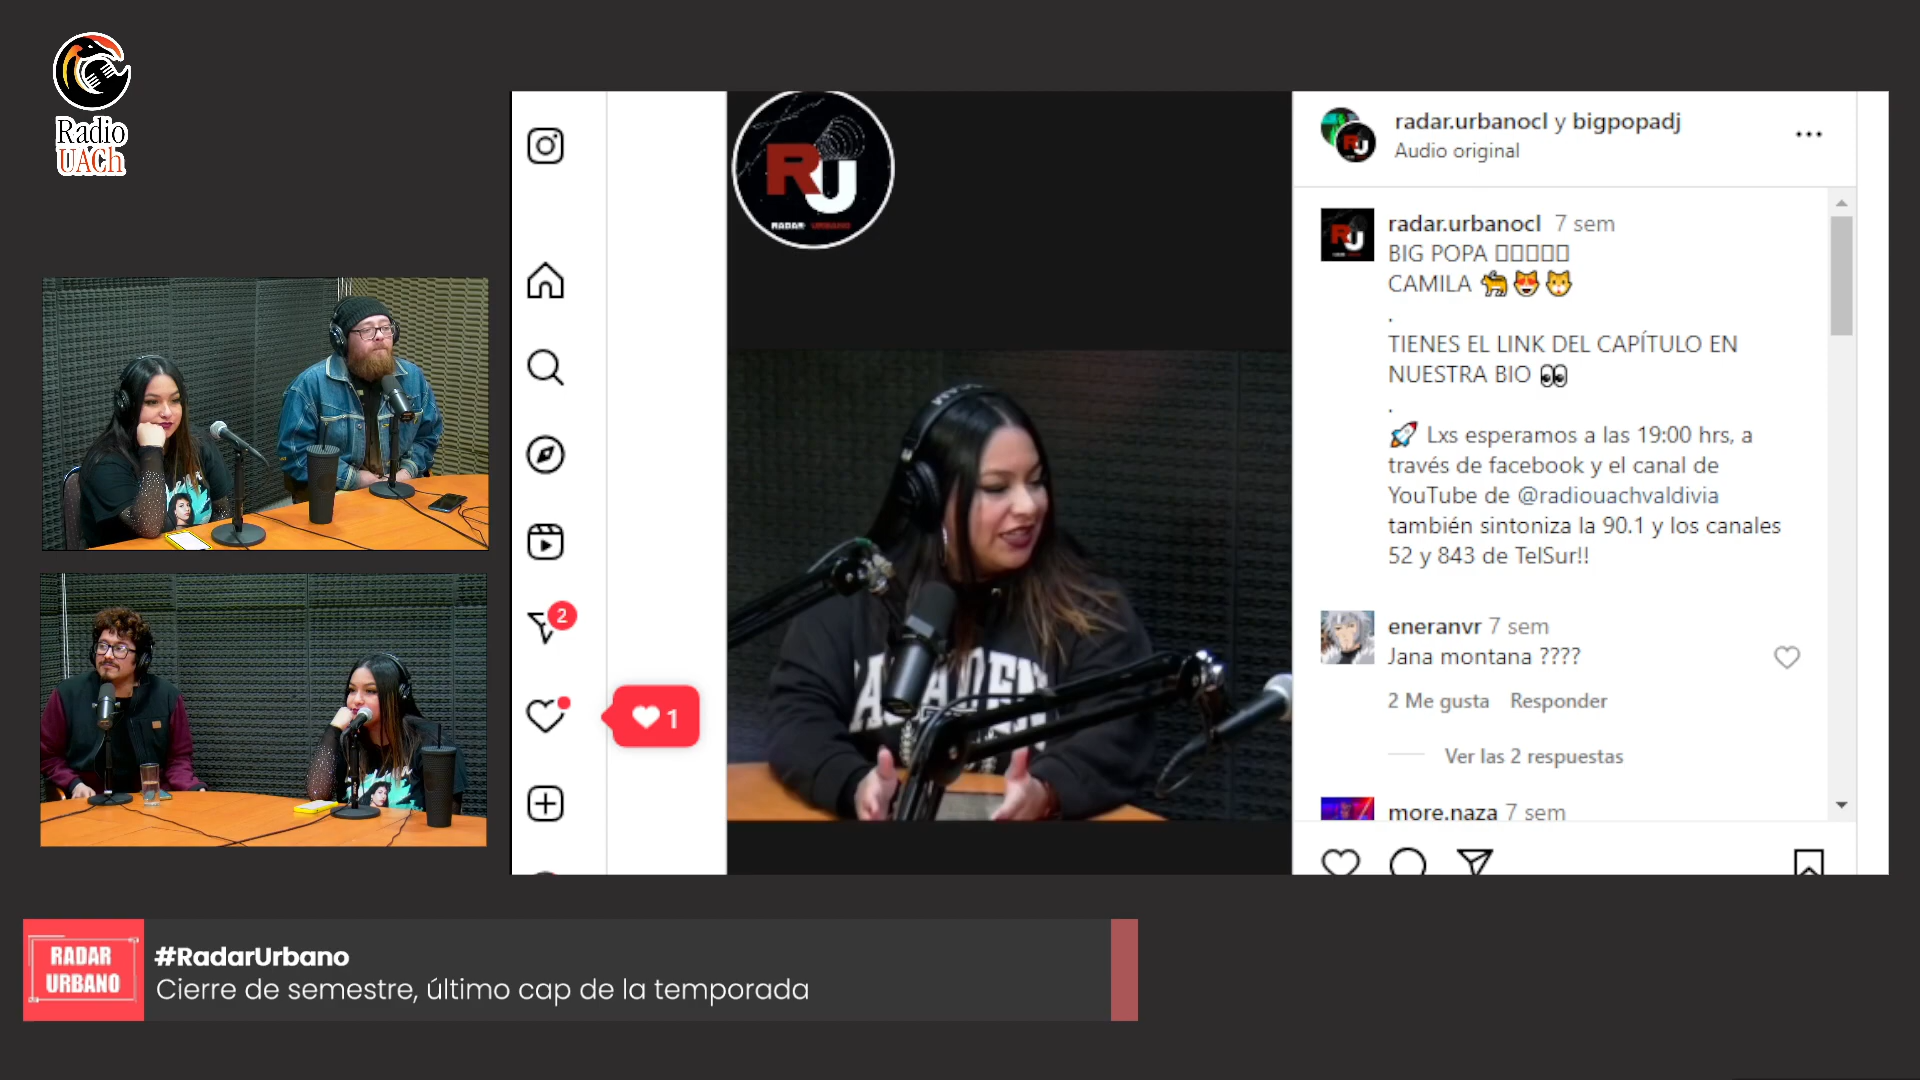 Radio
UACh
RU
RADAR URBANO
radar.urbanocl y bigpopadj
Audio original
radar.urbanocl 7 sem
BIG POPA
CAMILA 🐈😻😼
.
TIENES EL LINK DEL CAPÍTULO EN
NUESTRA BIO 👀
.
🚀 Lxs esperamos a las 19:00 hrs, a
través de facebook y el canal de
YouTube de @radiouachvaldivia
también sintoniza la 90.1 y los canales
52 y 843 de TelSur!!
eneranvr 7 sem
Jana montana ????
2 Me gusta Responder
Ver las 2 respuestas
more.naza 7 sem
2
1
RADAR
URBANO
#RadarUrbano
Cierre de semestre, último cap de la temporada